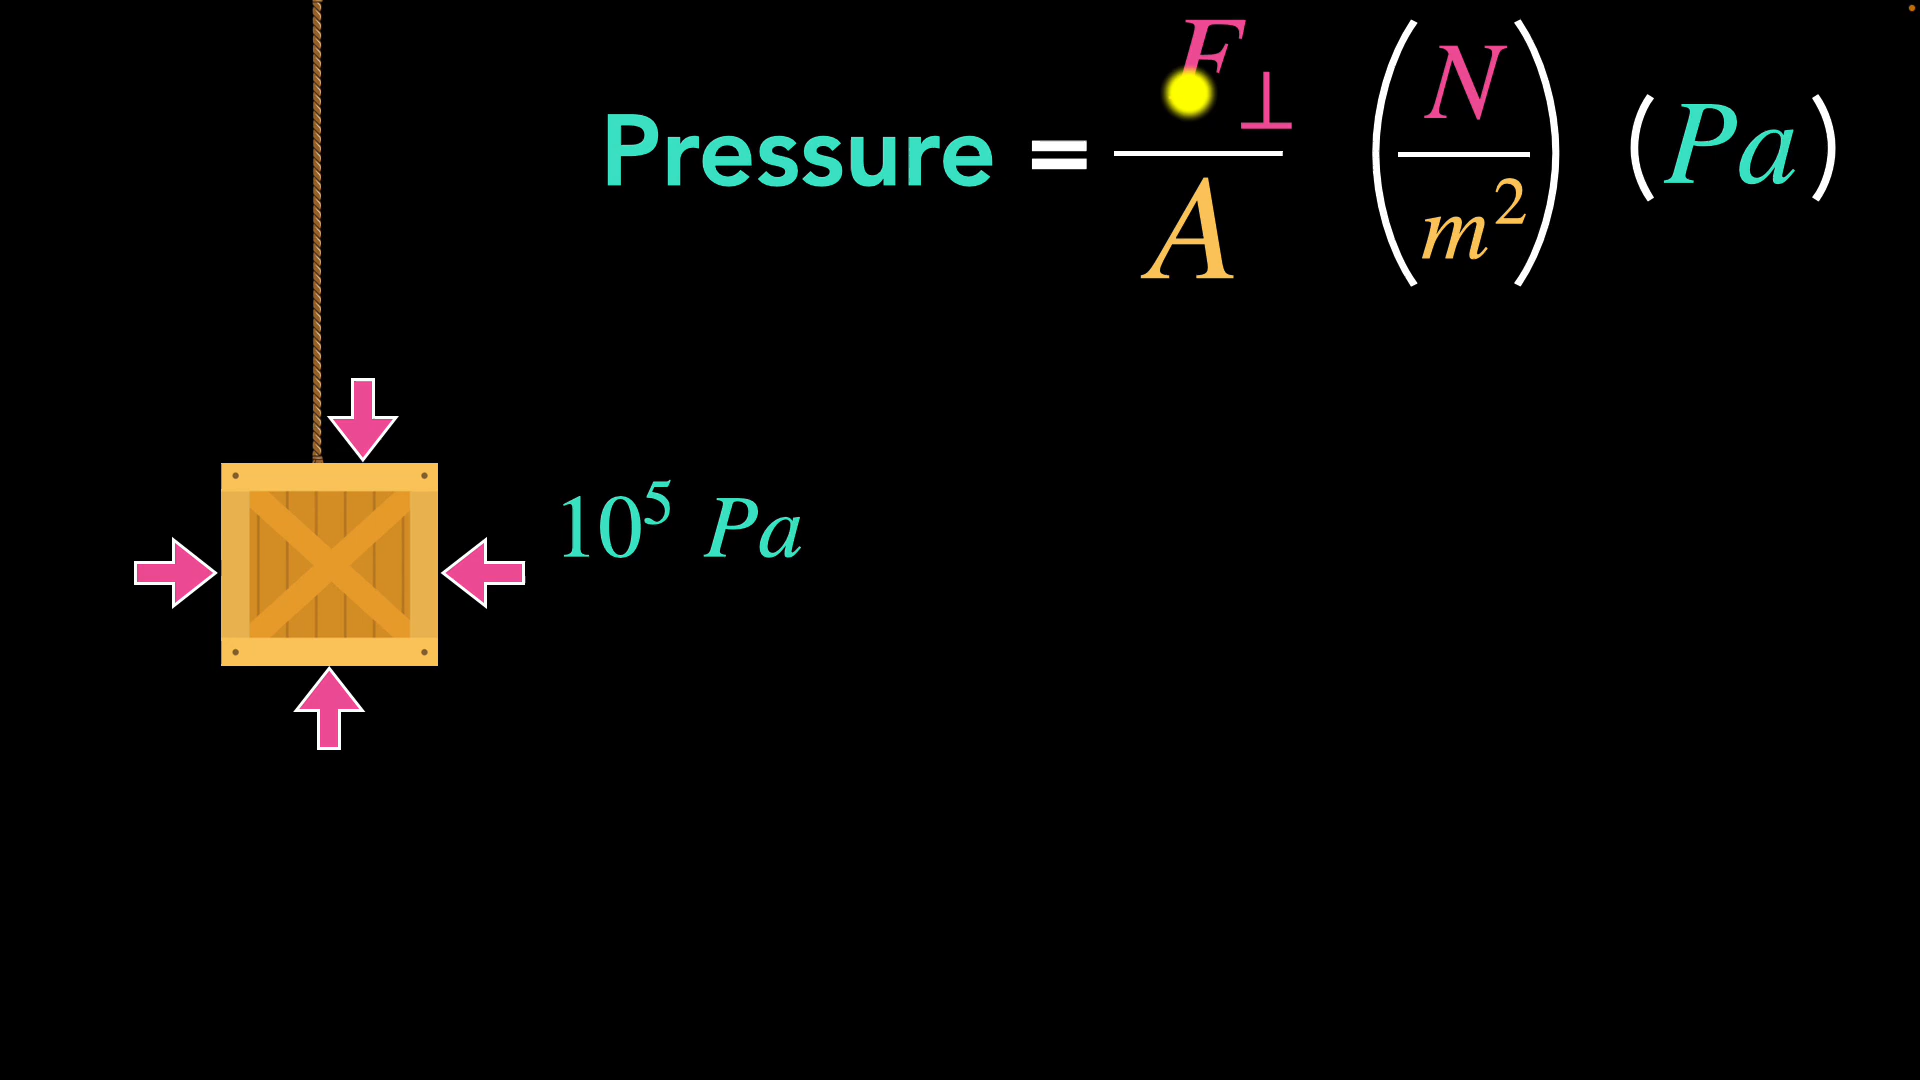 Pressure = F⊥ / A (N / m²) (Pa)
10⁵ Pa